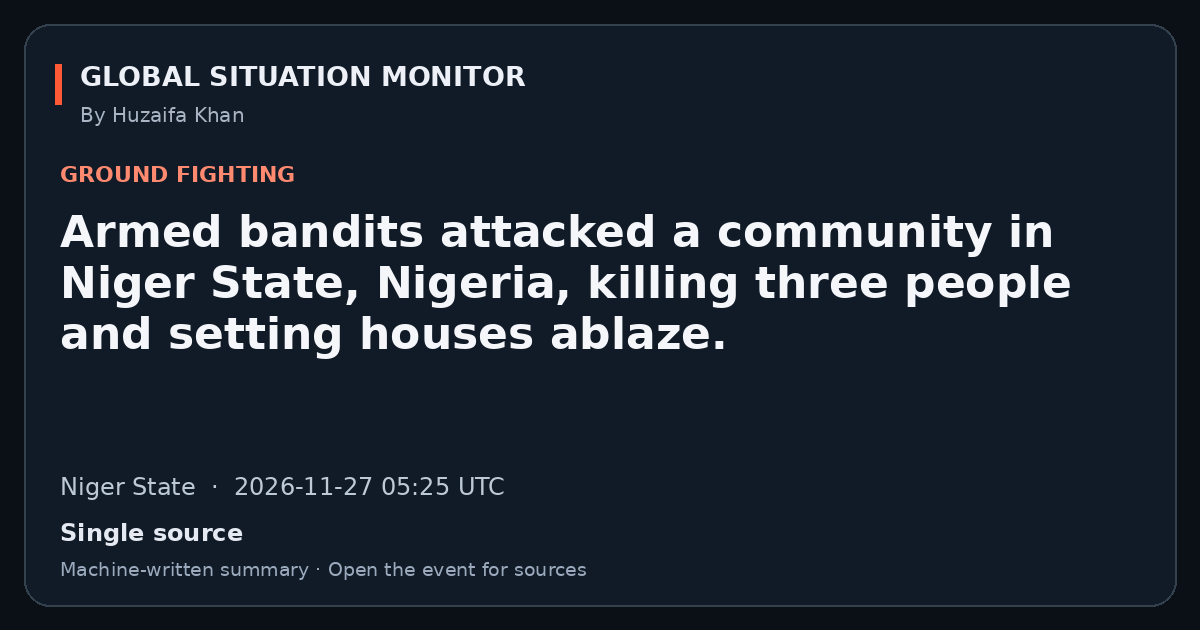 GLOBAL SITUATION MONITOR
By Huzaifa Khan
GROUND FIGHTING
Armed bandits attacked a community in
Niger State, Nigeria, killing three people
and setting houses ablaze.
Niger State · 2026-11-27 05:25 UTC
Single source
Machine-written summary · Open the event for sources